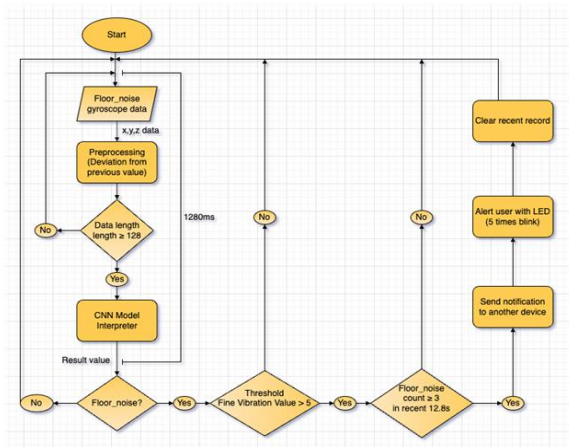 Start
Floor_noise
gyroscope data
x,y,z data
Preprocessing
(Deviation from
previous value)
No
Data length
length ≥ 128
1280ms
Yes
CNN Model
Interpreter
Result value
No
Floor_noise?
Yes
No
Threshold
Fine Vibration Value > 5
Yes
No
Floor_noise
count ≥ 3
in recent 12.8s
Yes
Send notification
to another device
Alert user with LED
(5 times blink)
Clear recent record